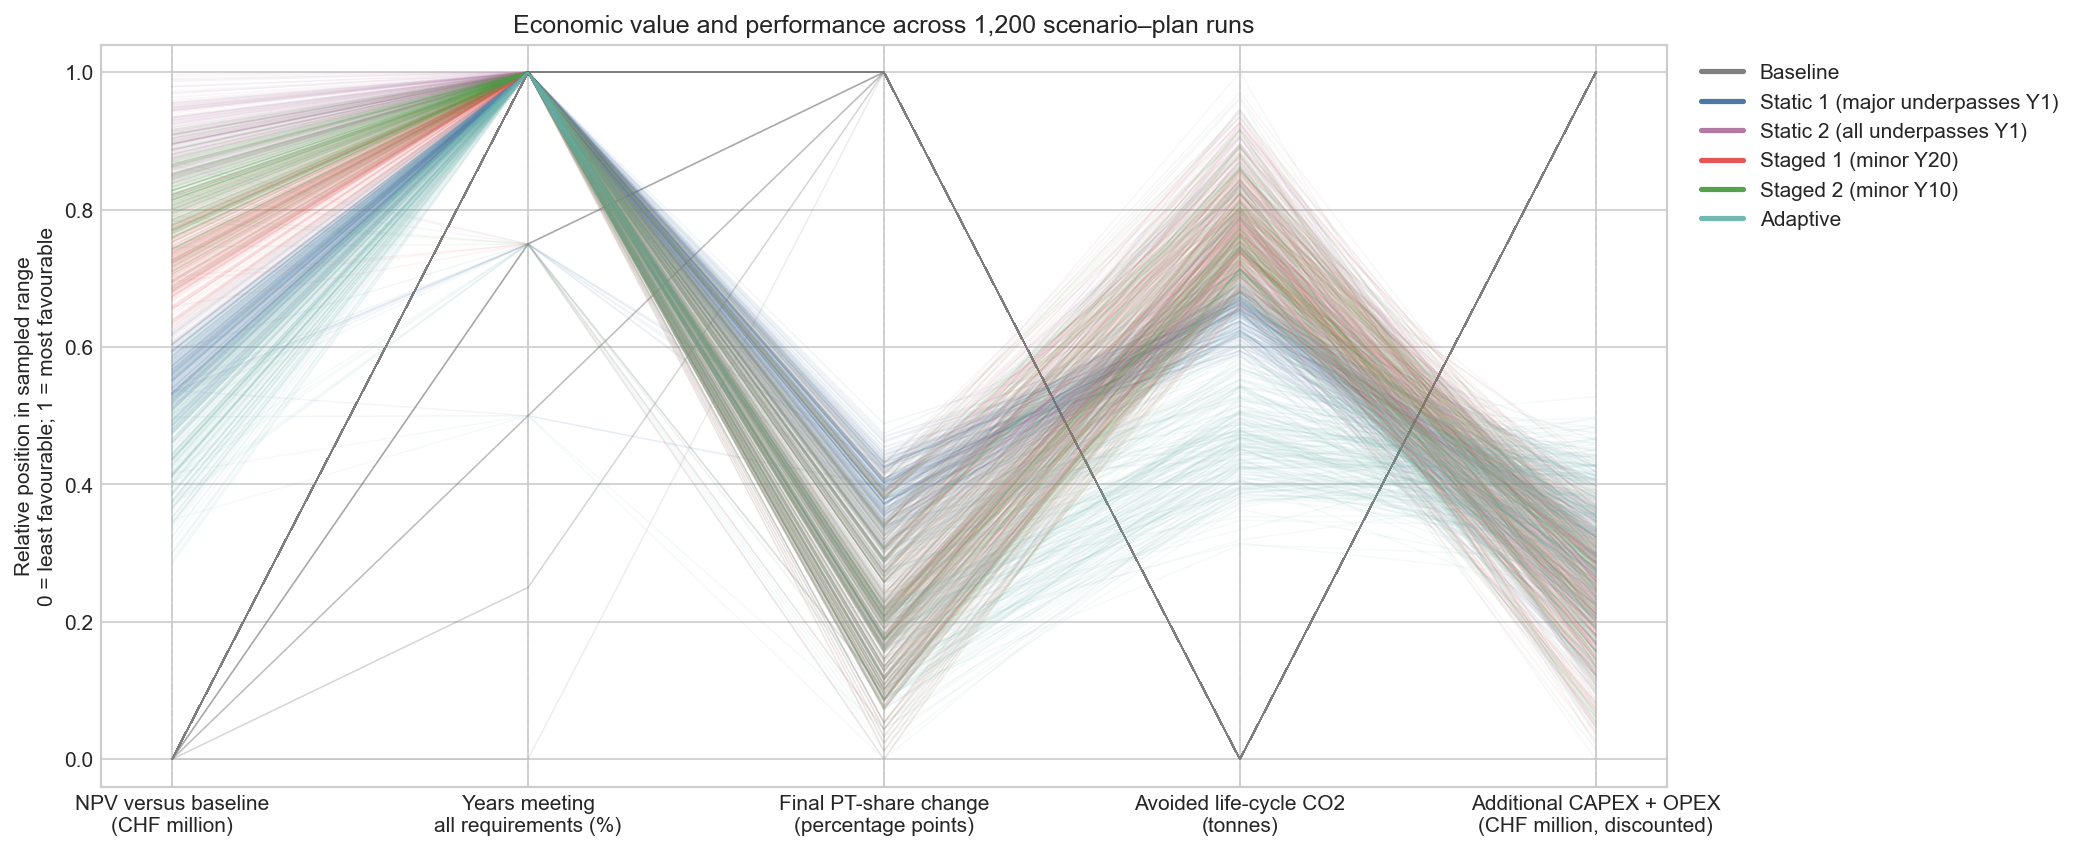 Economic value and performance across 1,200 scenario–plan runs
Relative position in sampled range
0 = least favourable; 1 = most favourable
1.0
0.8
0.6
0.4
0.2
0.0
NPV versus baseline
(CHF million)
Years meeting
all requirements (%)
Final PT-share change
(percentage points)
Avoided life-cycle CO2
(tonnes)
Additional CAPEX + OPEX
(CHF million, discounted)
Baseline
Static 1 (major underpasses Y1)
Static 2 (all underpasses Y1)
Staged 1 (minor Y20)
Staged 2 (minor Y10)
Adaptive